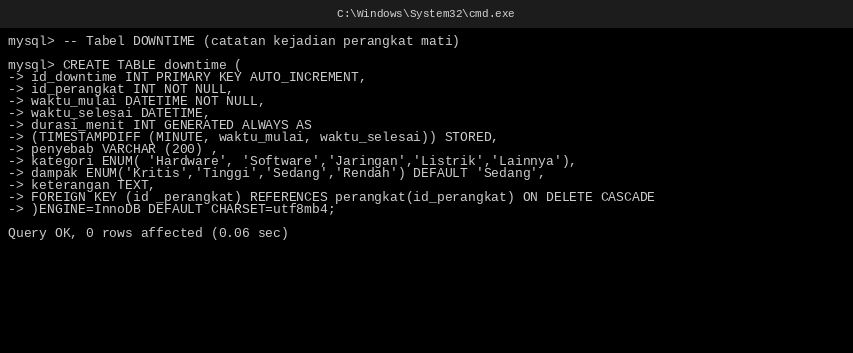 C:\Windows\System32\cmd.exe
mysql> -- Tabel DOWNTIME (catatan kejadian perangkat mati)
mysql> CREATE TABLE downtime (
-> id_downtime INT PRIMARY KEY AUTO_INCREMENT,
-> id_perangkat INT NOT NULL,
-> waktu_mulai DATETIME NOT NULL,
-> waktu_selesai DATETIME,
-> durasi_menit INT GENERATED ALWAYS AS
-> (TIMESTAMPDIFF (MINUTE, waktu_mulai, waktu_selesai)) STORED,
-> penyebab VARCHAR (200) ,
-> kategori ENUM( 'Hardware', 'Software','Jaringan','Listrik','Lainnya'),
-> dampak ENUM('Kritis','Tinggi','Sedang','Rendah') DEFAULT 'Sedang',
-> keterangan TEXT,
-> FOREIGN KEY (id _perangkat) REFERENCES perangkat(id_perangkat) ON DELETE CASCADE
-> )ENGINE=InnoDB DEFAULT CHARSET=utf8mb4;
Query OK, 0 rows affected (0.06 sec)